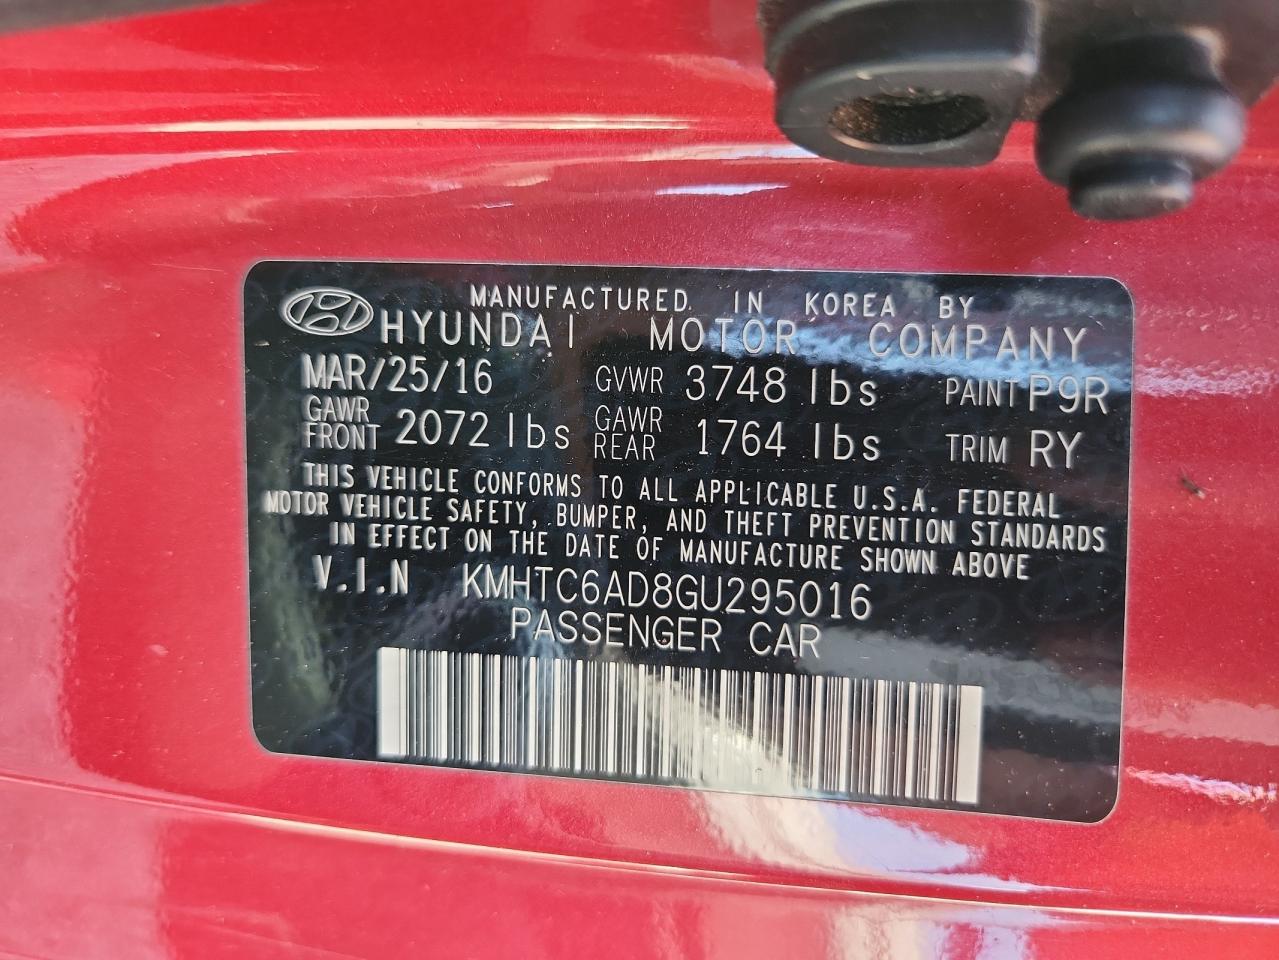 MANUFACTURED IN KOREA BY
HYUNDAI MOTOR COMPANY
MAR/25/16 GVWR 3748 lbs PAINT P9R
GAWR FRONT 2072 lbs GAWR REAR 1764 lbs TRIM RY
THIS VEHICLE CONFORMS TO ALL APPLICABLE U.S.A. FEDERAL
MOTOR VEHICLE SAFETY, BUMPER, AND THEFT PREVENTION STANDARDS
IN EFFECT ON THE DATE OF MANUFACTURE SHOWN ABOVE
V.I.N KMHTC6AD8GU295016
PASSENGER CAR